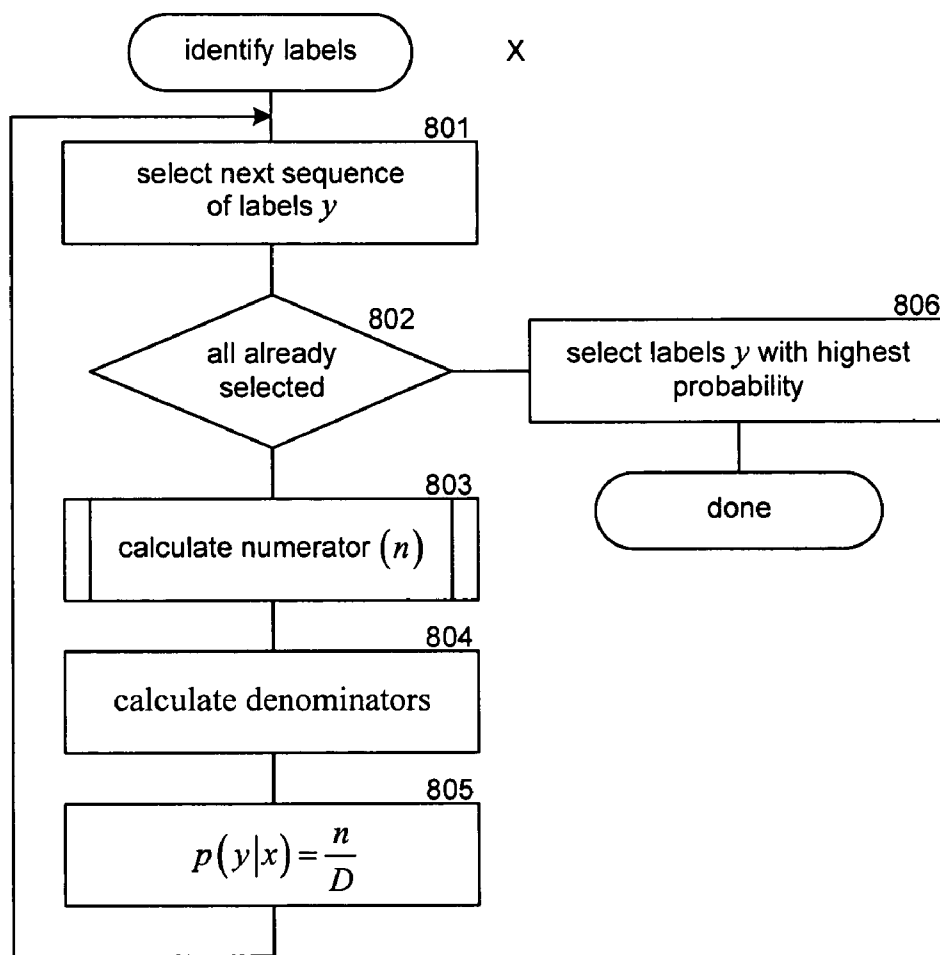 identify labels
X
801
select next sequence
of labels y
802
all already
selected
806
select labels y with highest
probability
done
803
calculate numerator (n)
804
calculate denominators
805
p(y|x) = n/D